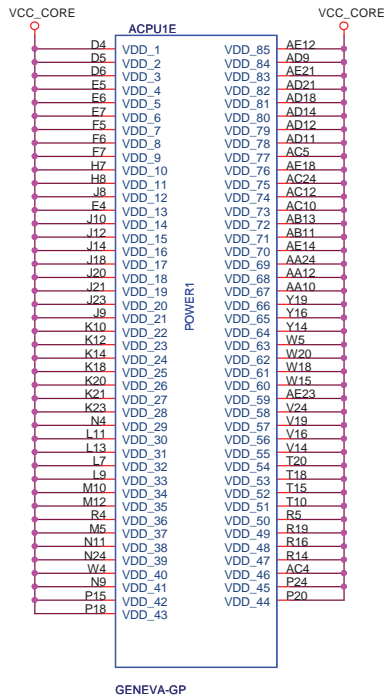 VCC_CORE VCC_CORE
ACPU1E
D4 VDD_1 VDD_85 AE12
D5 VDD_2 VDD_84 AD9
D6 VDD_3 VDD_83 AE21
E5 VDD_4 VDD_82 AD21
E6 VDD_5 VDD_81 AD18
E7 VDD_6 VDD_80 AD14
F5 VDD_7 VDD_79 AD12
F6 VDD_8 VDD_78 AD11
F7 VDD_9 VDD_77 AC5
H7 VDD_10 VDD_76 AE18
H8 VDD_11 VDD_75 AC24
J8 VDD_12 VDD_74 AC12
E4 VDD_13 VDD_73 AC10
J10 VDD_14 VDD_72 AB13
J12 VDD_15 VDD_71 AB11
J14 VDD_16 VDD_70 AE14
J18 VDD_17 VDD_69 AA24
J20 VDD_18 VDD_68 AA12
J21 VDD_19 VDD_67 AA10
J23 VDD_20 VDD_66 Y19
J9 VDD_21 VDD_65 Y16
K10 VDD_22 VDD_64 Y14
K12 VDD_23 VDD_63 W5
K14 VDD_24 VDD_62 W20
K18 VDD_25 VDD_61 W18
K20 VDD_26 VDD_60 W15
K21 VDD_27 VDD_59 AE23
K23 VDD_28 VDD_58 V24
N4 VDD_29 VDD_57 V19
L11 VDD_30 VDD_56 V16
L13 VDD_31 VDD_55 V14
L7 VDD_32 VDD_54 T20
L9 VDD_33 VDD_53 T18
M10 VDD_34 VDD_52 T15
M12 VDD_35 VDD_51 T10
R4 VDD_36 VDD_50 R5
M5 VDD_37 VDD_49 R19
N11 VDD_38 VDD_48 R16
N24 VDD_39 VDD_47 R14
W4 VDD_40 VDD_46 AC4
N9 VDD_41 VDD_45 P24
P15 VDD_42 VDD_44 P20
P18 VDD_43
POWER1
GENEVA-GP